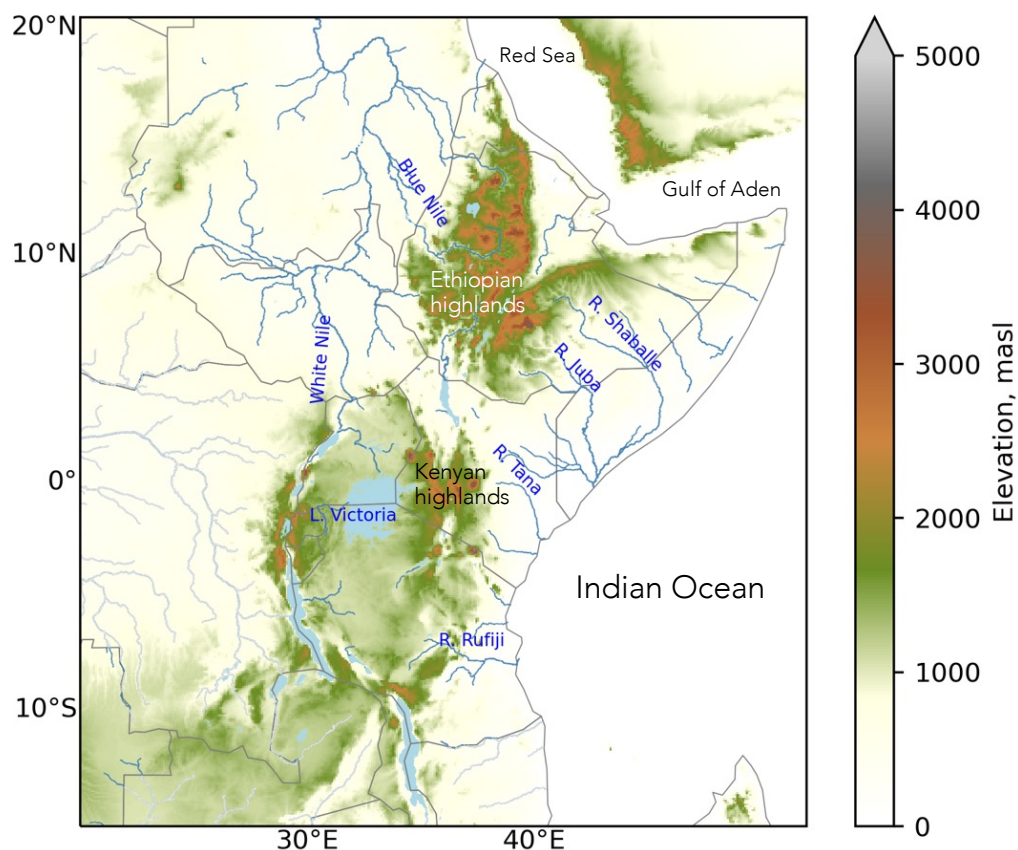 20°N
Red Sea
5000
Gulf of Aden
4000
Blue Nile
10°N
Ethiopian
highlands
R. Shaballe
R. Juba
White Nile
3000
Elevation, masl
Kenyan
highlands
R. Tana
0°
L. Victoria
2000
Indian Ocean
R. Rufiji
1000
10°S
0
30°E
40°E